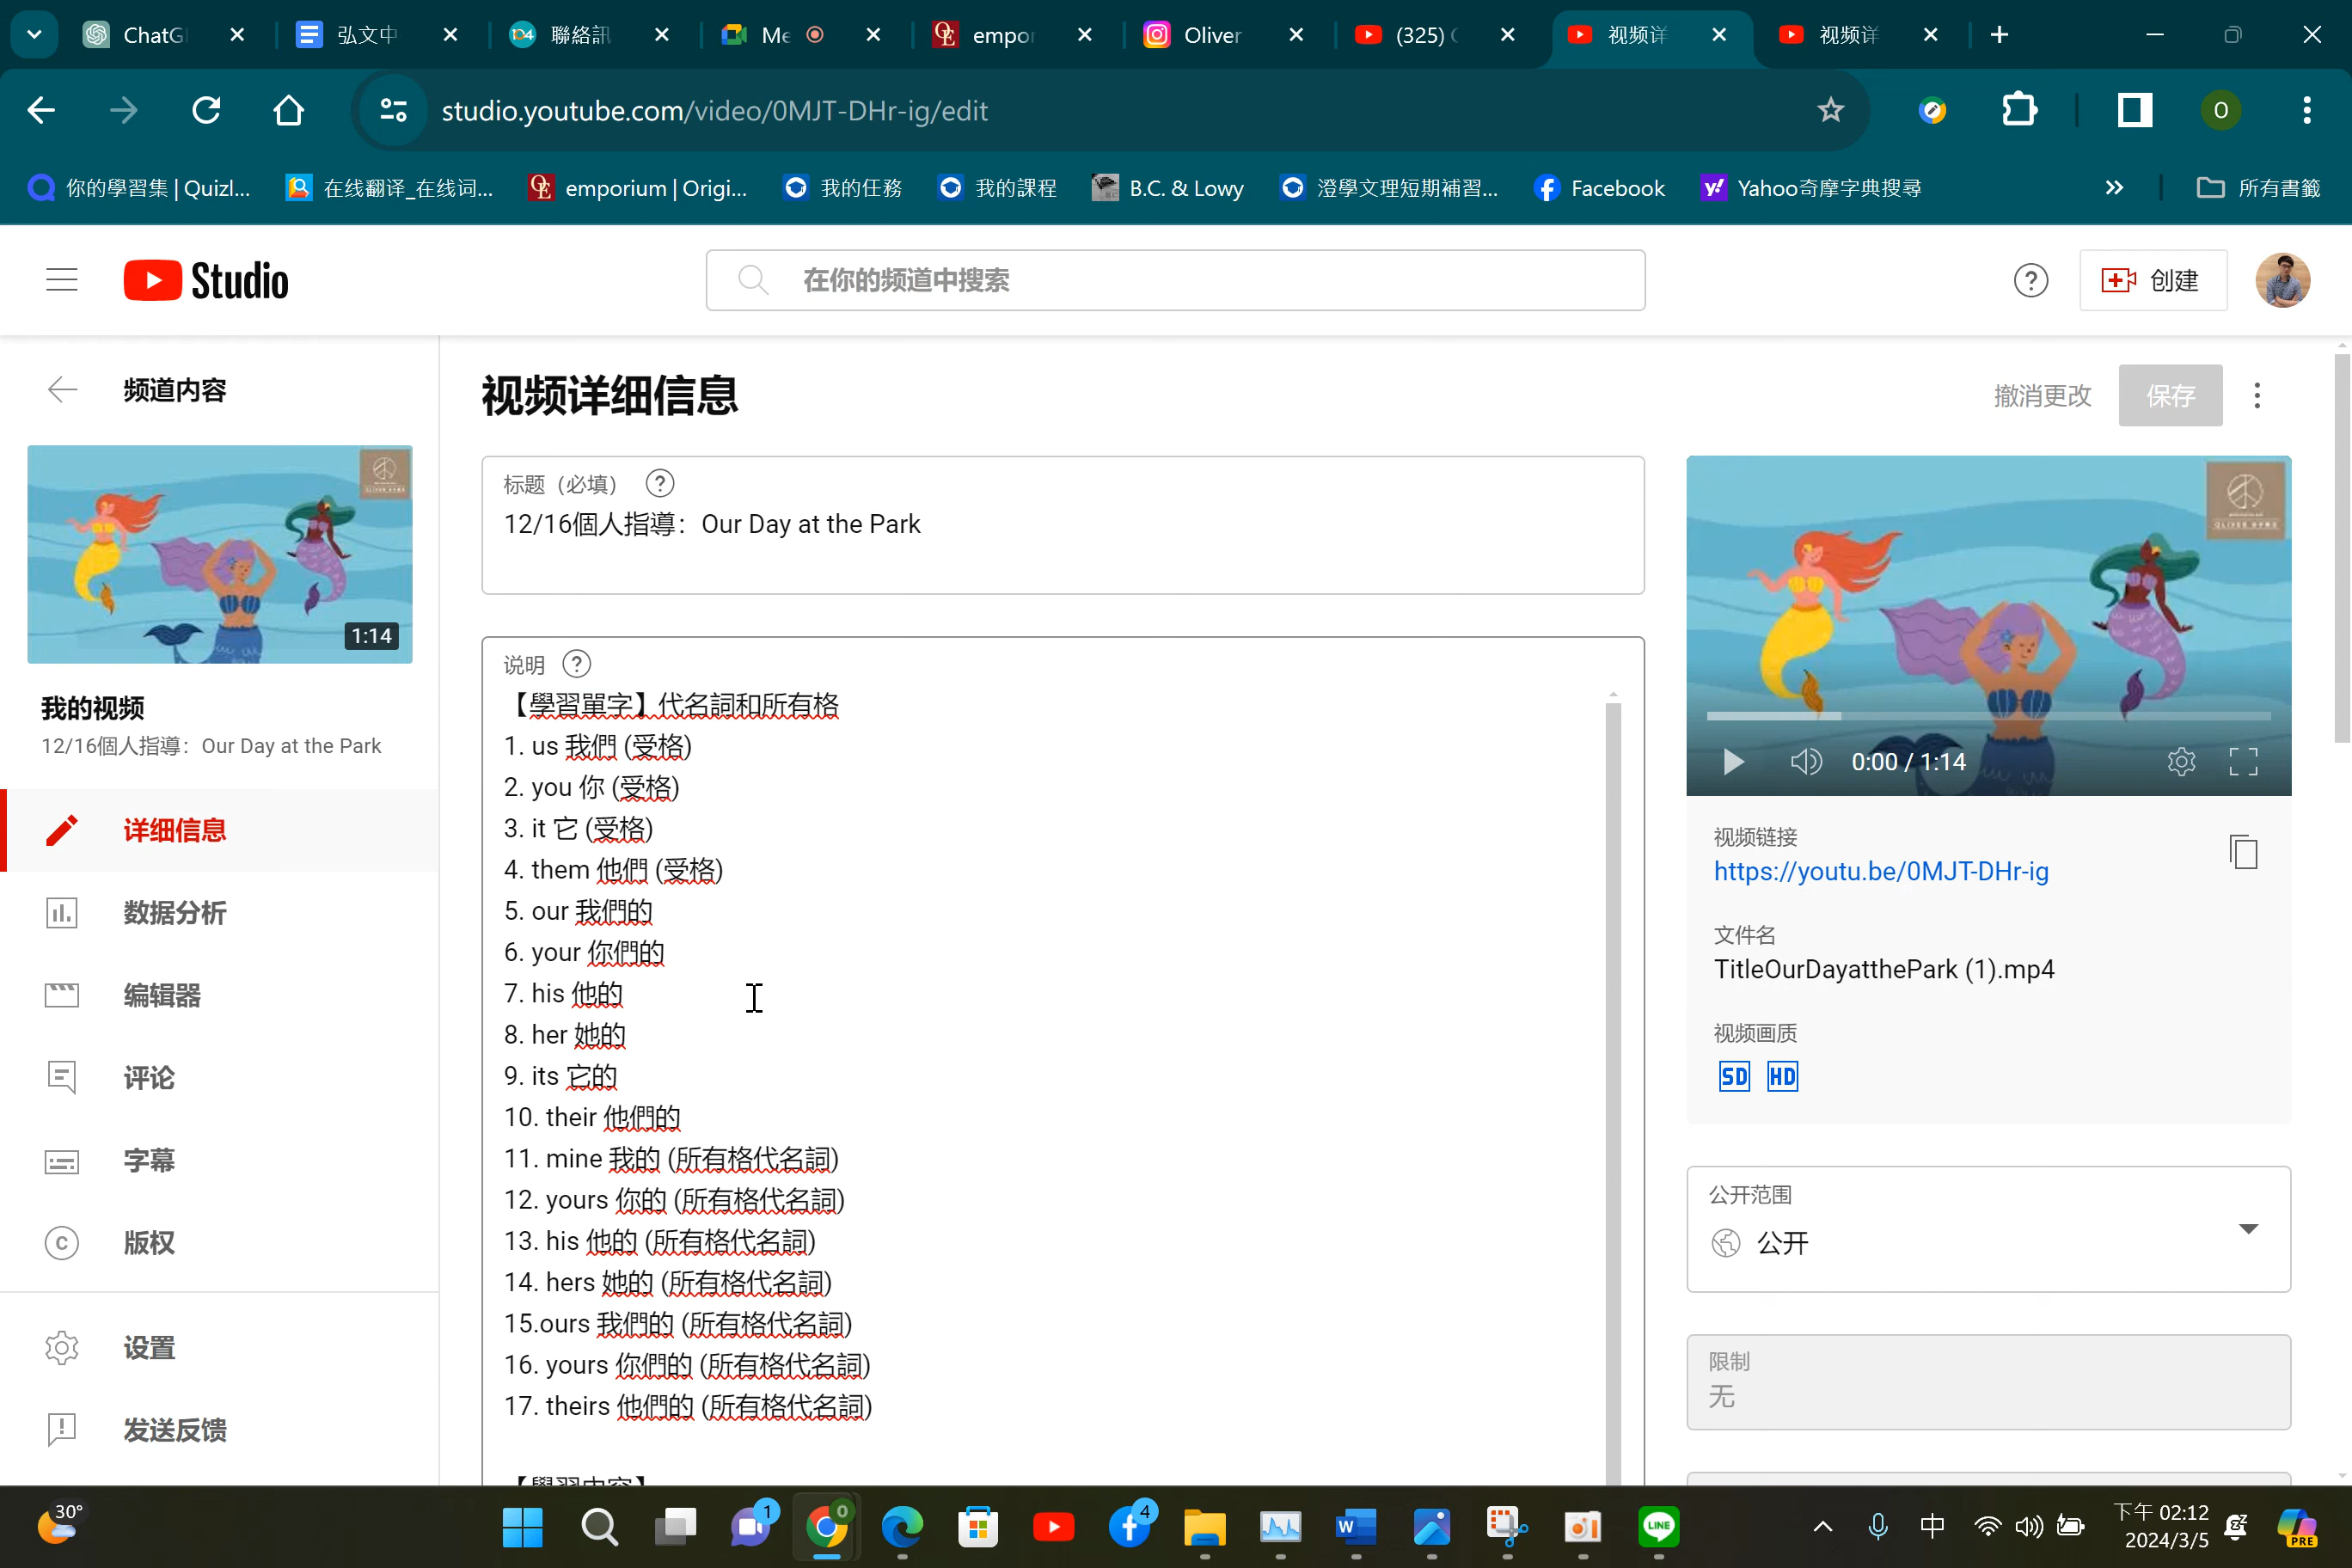 ChatG
弘文中
聯絡訊
Me
empor
Oliver
(325)
视频详
视频详
studio.youtube.com/video/0MJT-DHr-ig/edit
你的學習集 | Quizl...
在线翻译_在线词...
emporium | Origi...
我的任務
我的課程
B.C. & Lowy
澄學文理短期補習...
Facebook
Yahoo奇摩字典搜尋
所有書籤
Studio
在你的频道中搜索
创建
频道内容
视频详细信息
撤消更改
保存
1:14
我的视频
12/16個人指導：Our Day at the Park
详细信息
数据分析
编辑器
评论
字幕
版权
设置
发送反馈
标题（必填）
12/16個人指導：Our Day at the Park
说明
【學習單字】代名詞和所有格
1. us 我們 (受格)
2. you 你 (受格)
3. it 它 (受格)
4. them 他們 (受格)
5. our 我們的
6. your 你們的
7. his 他的
8. her 她的
9. its 它的
10. their 他們的
11. mine 我的 (所有格代名詞)
12. yours 你的 (所有格代名詞)
13. his 他的 (所有格代名詞)
14. hers 她的 (所有格代名詞)
15.ours 我們的 (所有格代名詞)
16. yours 你們的 (所有格代名詞)
17. theirs 他們的 (所有格代名詞)
0:00 / 1:14
视频链接
https://youtu.be/0MJT-DHr-ig
文件名
TitleOurDayatthePark (1).mp4
视频画质
SD HD
公开范围
公开
限制
无
30°
中
下午 02:12
2024/3/5